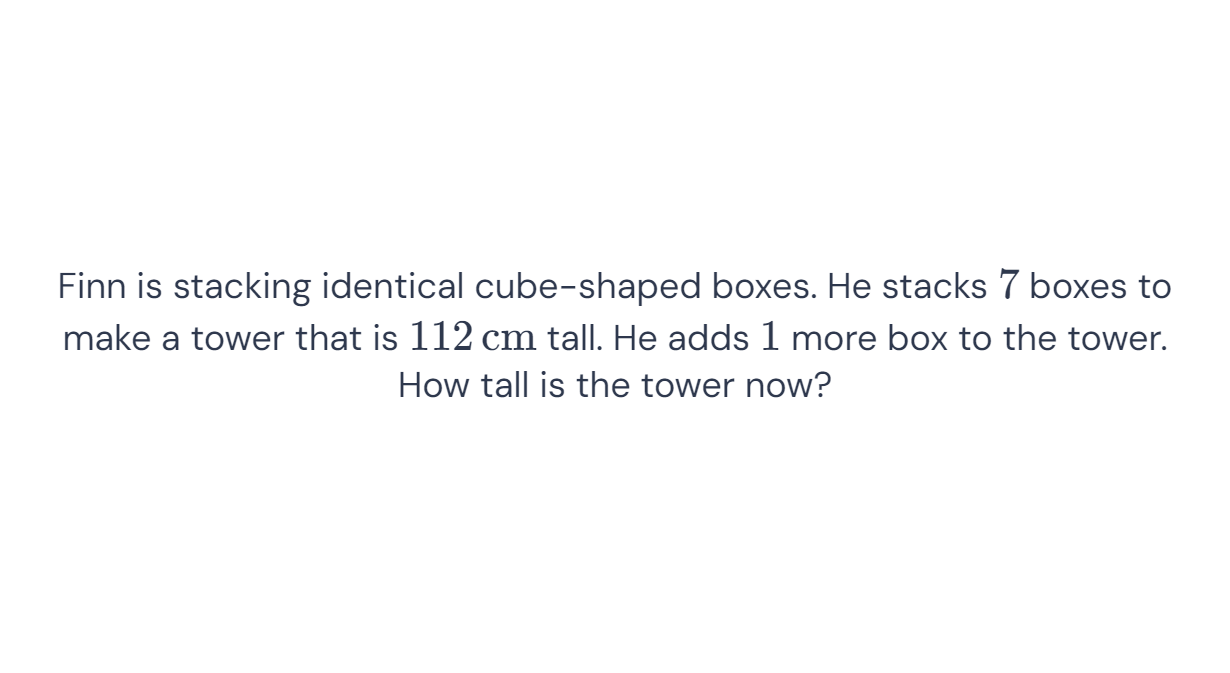 Finn is stacking identical cube-shaped boxes. He stacks 7 boxes to
make a tower that is 112 cm tall. He adds 1 more box to the tower.
How tall is the tower now?